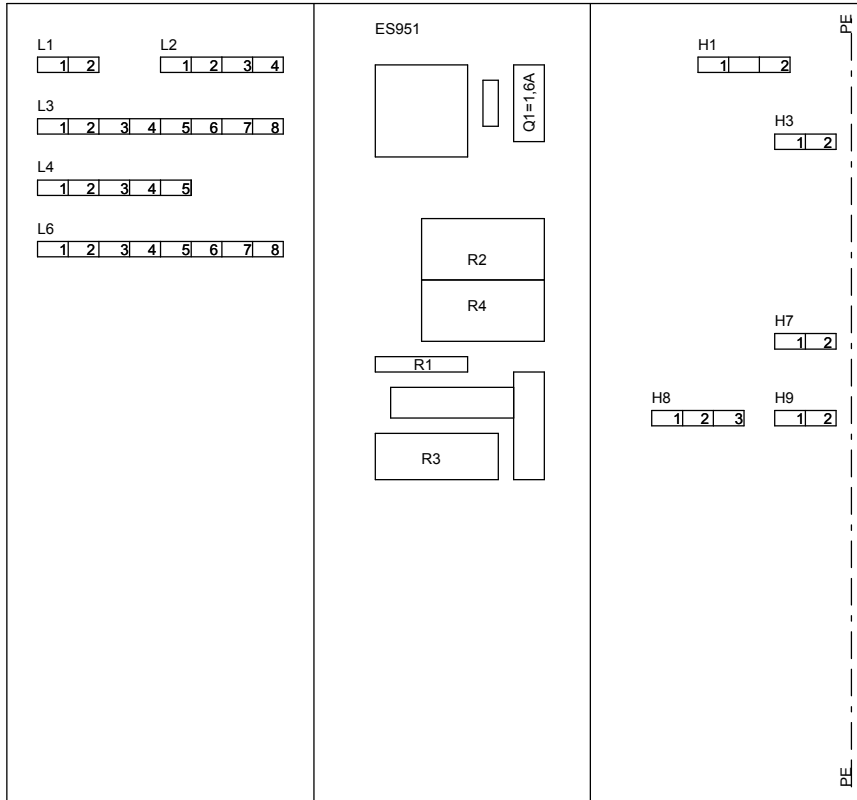 L1
1 2
L2
1 2 3 4
L3
1 2 3 4 5 6 7 8
L4
1 2 3 4 5
L6
1 2 3 4 5 6 7 8
ES951
Q1=1,6A
R2
R4
R1
R3
H1
1 2
H3
1 2
H7
1 2
H8
1 2 3
H9
1 2
PE
PE